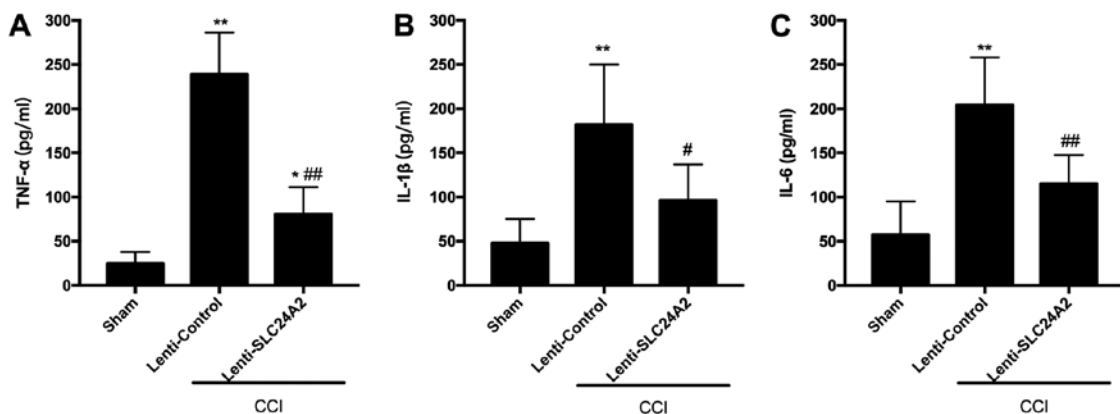 A
TNF-α (pg/ml)
300
250
200
150
100
50
0
**
* ##
Sham
Lenti-Control
Lenti-SLC24A2
CCI
B
IL-1β (pg/ml)
300
250
200
150
100
50
0
**
#
Sham
Lenti-Control
Lenti-SLC24A2
CCI
C
IL-6 (pg/ml)
300
250
200
150
100
50
0
**
##
Sham
Lenti-Control
Lenti-SLC24A2
CCI